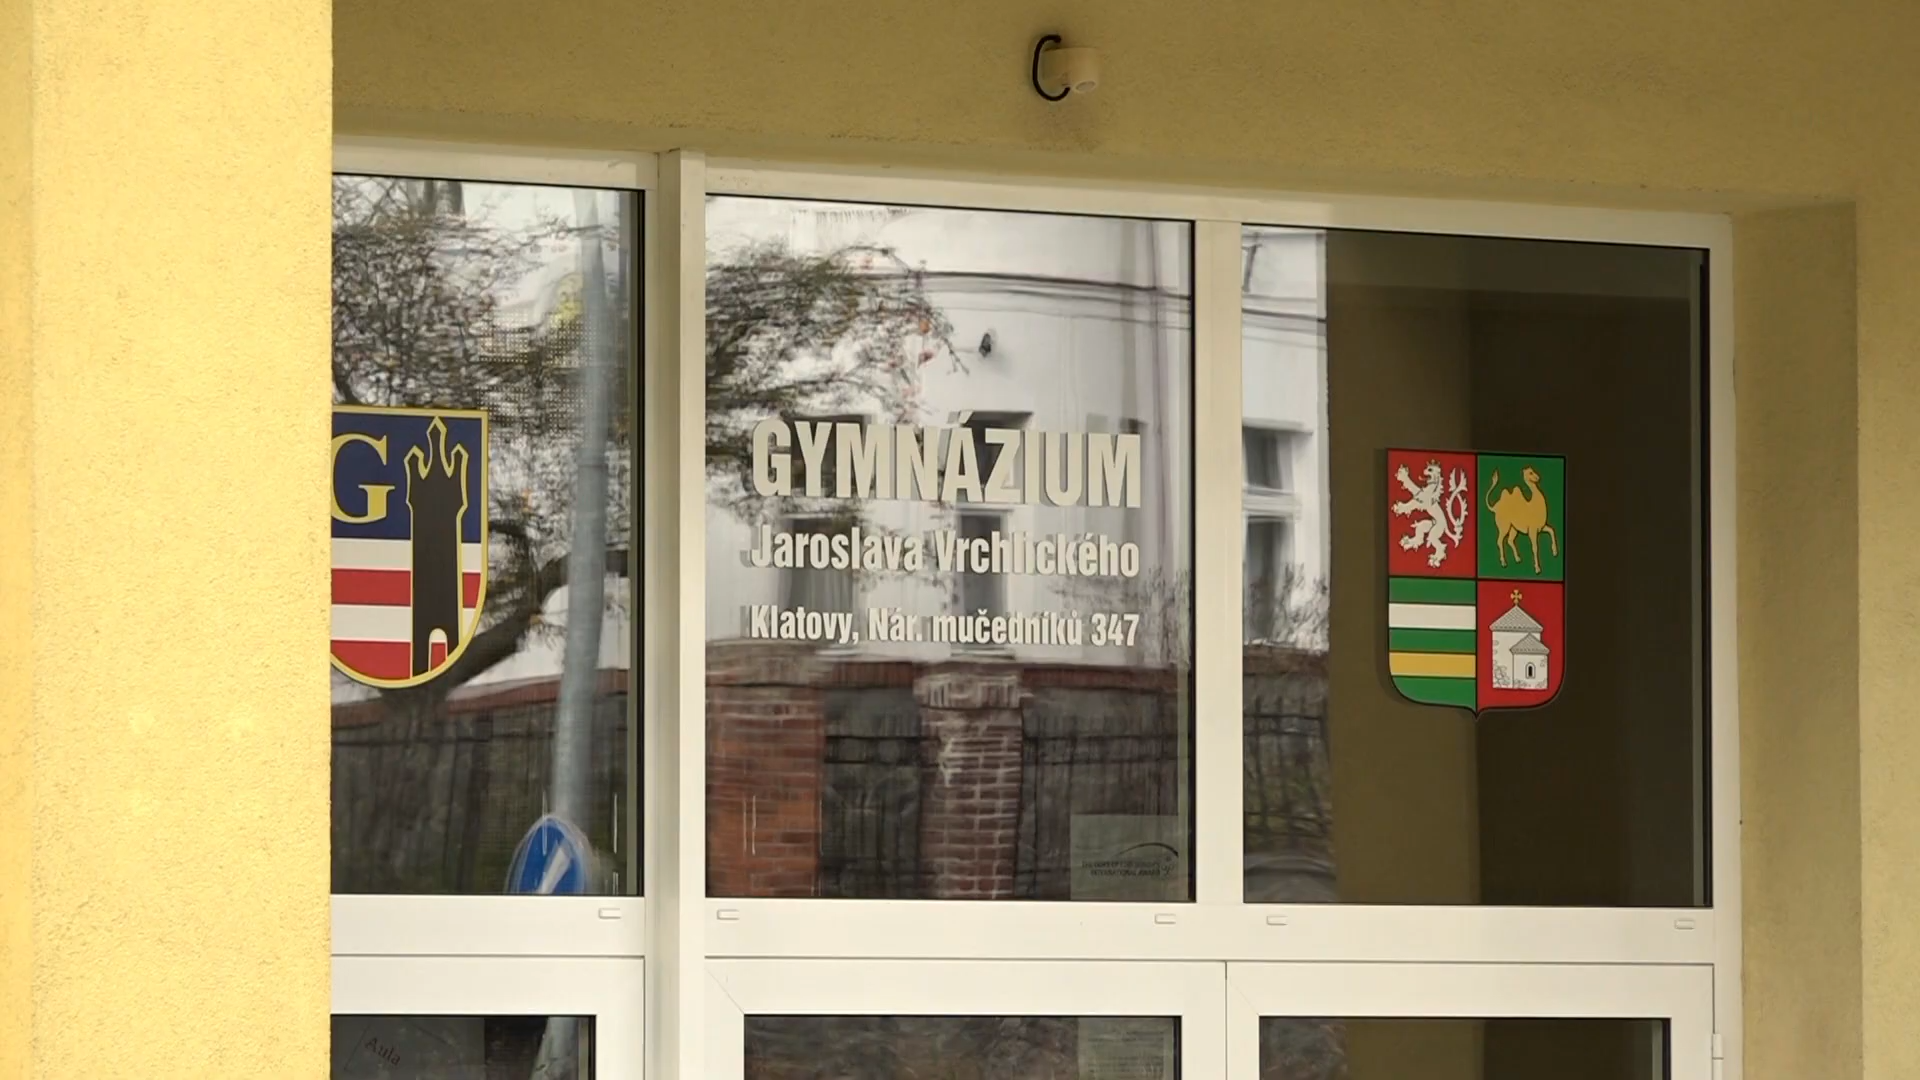 G
GYMNÁZIUM
Jaroslava Vrchlického
Klatovy, Nár. mučedníků 347
Aula